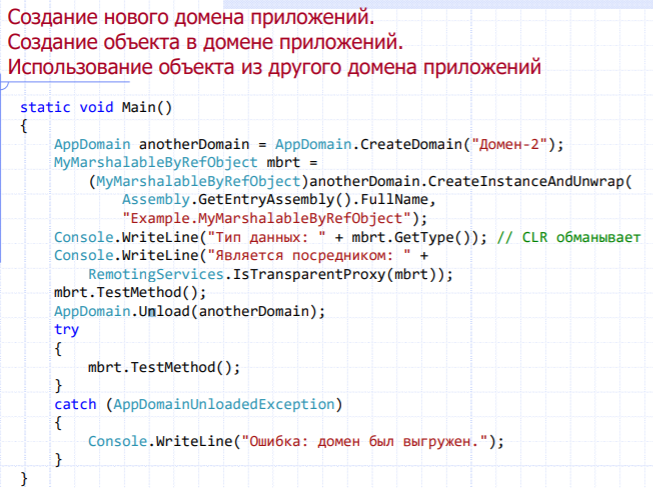 Создание нового домена приложений.
Создание объекта в домене приложений.
Использование объекта из другого домена приложений
static void Main()
{
    AppDomain anotherDomain = AppDomain.CreateDomain("Домен-2");
    MyMarshalableByRefObject mbrt =
        (MyMarshalableByRefObject)anotherDomain.CreateInstanceAndUnwrap(
            Assembly.GetEntryAssembly().FullName,
            "Example.MyMarshalableByRefObject");
    Console.WriteLine("Тип данных: " + mbrt.GetType()); // CLR обманывает
    Console.WriteLine("Является посредником: " +
        RemotingServices.IsTransparentProxy(mbrt));
    mbrt.TestMethod();
    AppDomain.Unload(anotherDomain);
    try
    {
        mbrt.TestMethod();
    }
    catch (AppDomainUnloadedException)
    {
        Console.WriteLine("Ошибка: домен был выгружен.");
    }
}